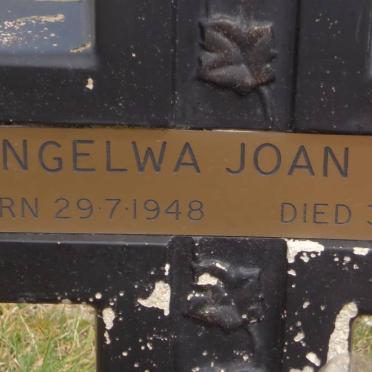 NGELWA JOAN
RN 29·7·1948 DIED